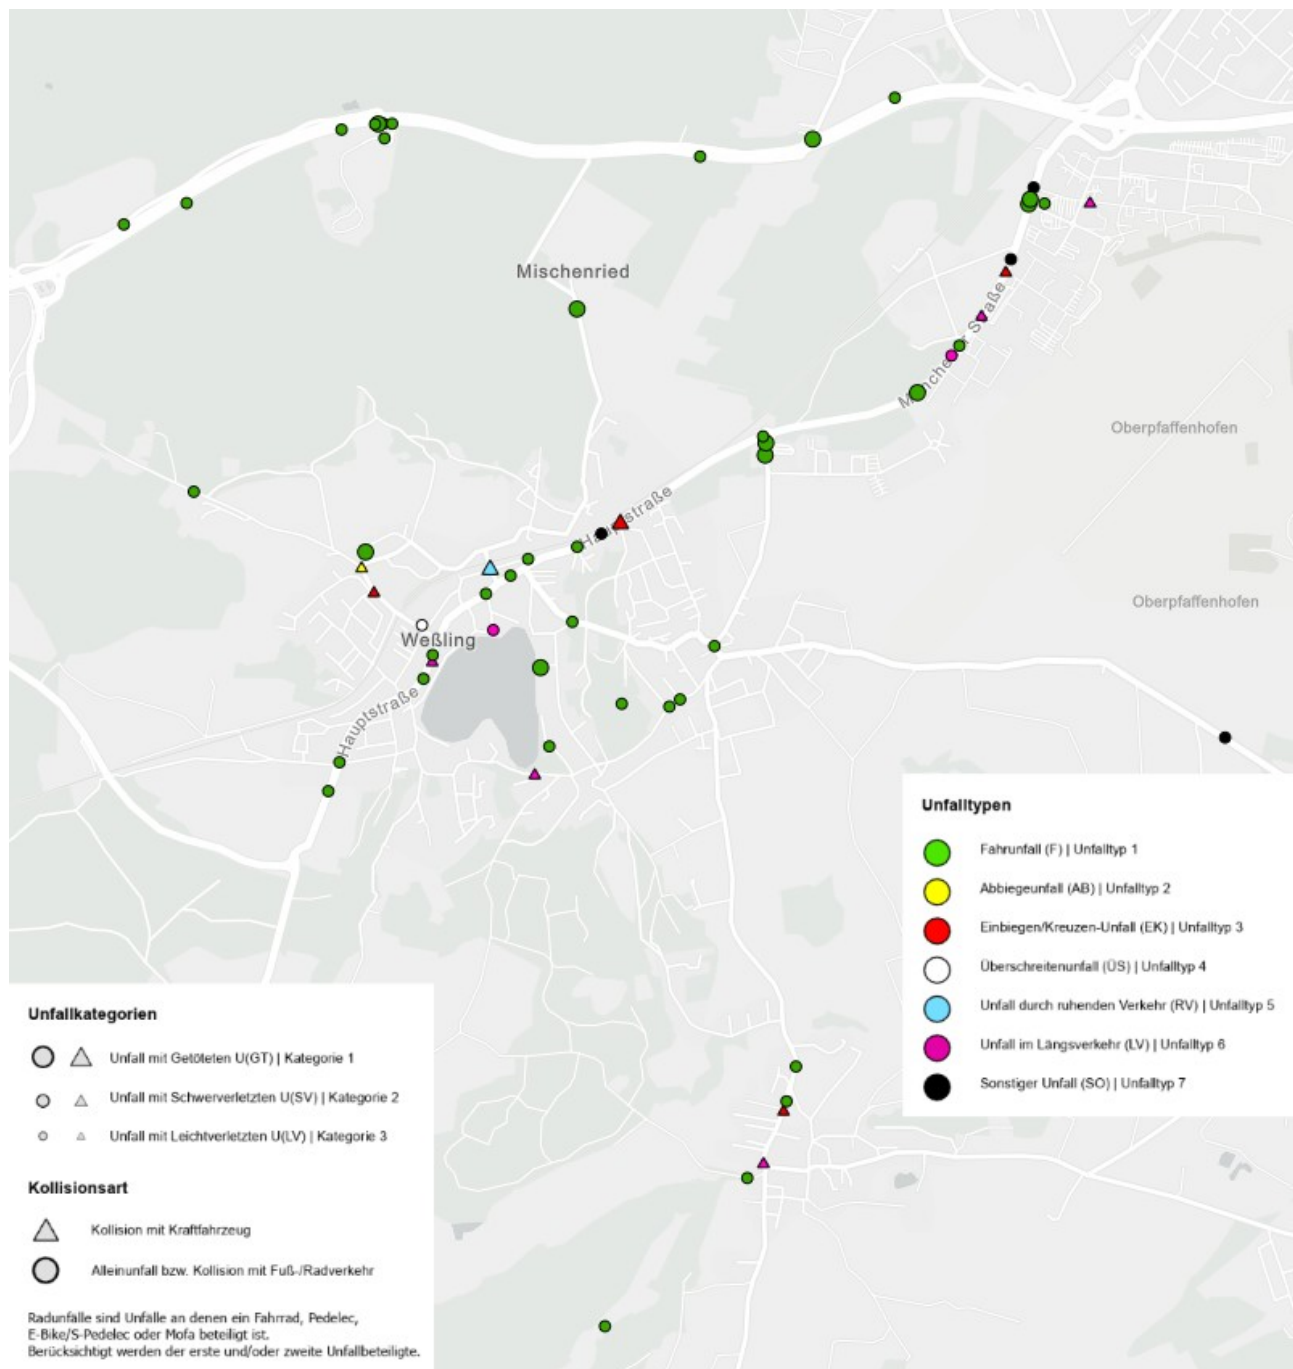 Mischenried
Münchener Straße
Oberpfaffenhofen
Hauptstraße
Oberpfaffenhofen
Weßling
Hauptstraße
Unfalltypen
Fahrunfall (F) | Unfalltyp 1
Abbiegeunfall (AB) | Unfalltyp 2
Einbiegen/Kreuzen-Unfall (EK) | Unfalltyp 3
Überschreitenunfall (ÜS) | Unfalltyp 4
Unfall durch ruhenden Verkehr (RV) | Unfalltyp 5
Unfall im Längsverkehr (LV) | Unfalltyp 6
Sonstiger Unfall (SO) | Unfalltyp 7
Unfallkategorien
Unfall mit Getöteten U(GT) | Kategorie 1
Unfall mit Schwerverletzten U(SV) | Kategorie 2
Unfall mit Leichtverletzten U(LV) | Kategorie 3
Kollisionsart
Kollision mit Kraftfahrzeug
Alleinunfall bzw. Kollision mit Fuß-/Radverkehr
Radunfälle sind Unfälle an denen ein Fahrrad, Pedelec,
E-Bike/S-Pedelec oder Mofa beteiligt ist.
Berücksichtigt werden der erste und/oder zweite Unfallbeteiligte.